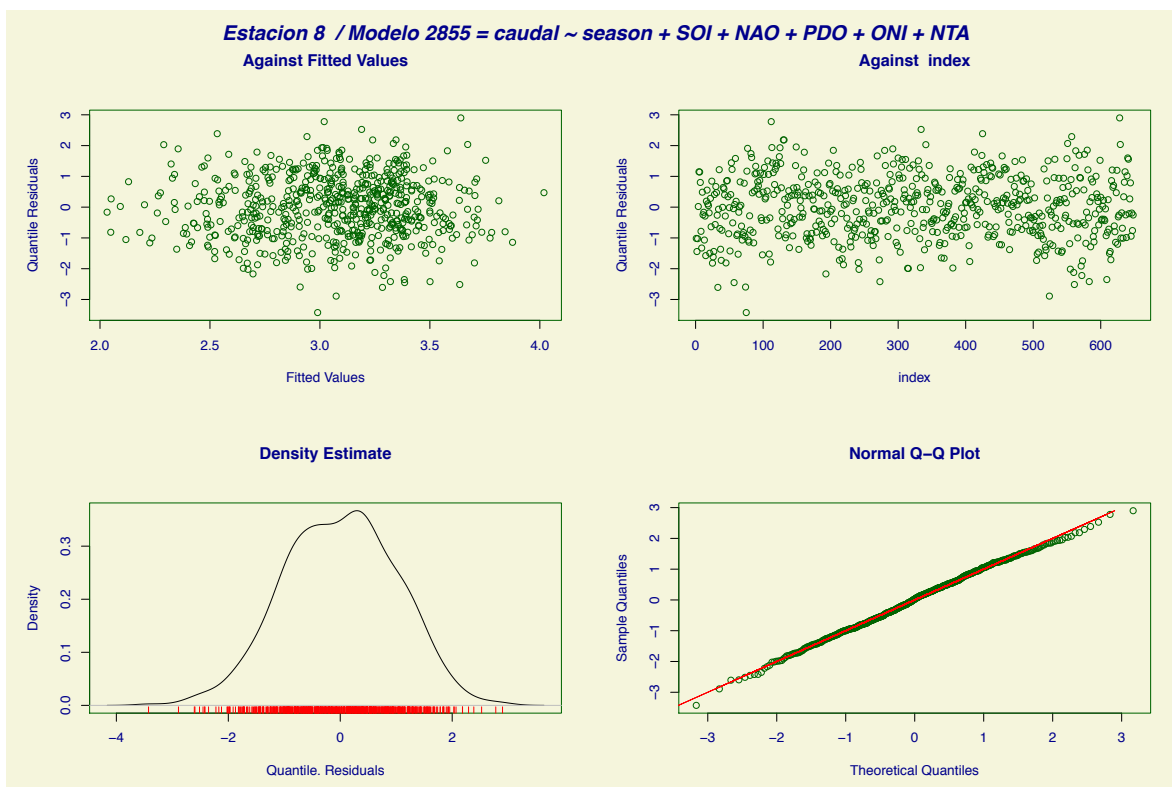 Estacion 8 / Modelo 2855 = caudal ~ season + SOI + NAO + PDO + ONI + NTA
Against Fitted Values
Quantile Residuals
3
2
1
0
−1
−2
−3
2.0 2.5 3.0 3.5 4.0
Fitted Values
Against index
Quantile Residuals
3
2
1
0
−1
−2
−3
0 100 200 300 400 500 600
index
Density Estimate
Density
0.3
0.2
0.1
0.0
−4 −2 0 2
Quantile. Residuals
Normal Q−Q Plot
Sample Quantiles
3
2
1
0
−1
−2
−3
−3 −2 −1 0 1 2 3
Theoretical Quantiles